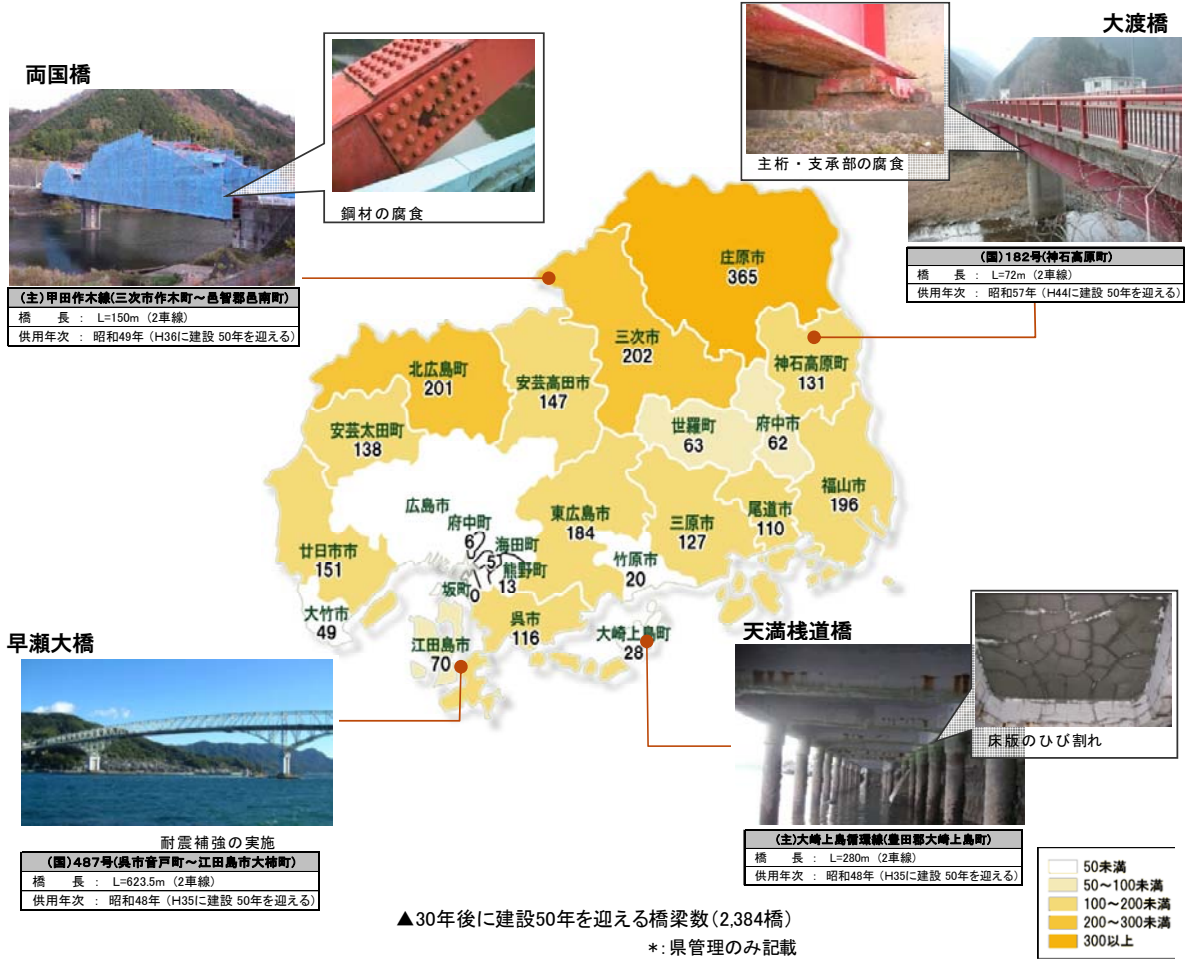 両国橋
鋼材の腐食
(主)甲田作木線(三次市作木町～邑智郡邑南町)
橋　長　：　L=150m（2車線）
供用年次　：　昭和49年（H36に建設 50年を迎える）
大渡橋
主桁・支承部の腐食
(国)182号(神石高原町)
橋　長　：　L=72m（2車線）
供用年次　：　昭和57年（H44に建設 50年を迎える）
庄原市
365
三次市
202
神石高原町
131
北広島町
201
安芸高田市
147
世羅町
63
府中市
62
安芸太田町
138
福山市
196
広島市
府中町
6
海田町
5
熊野町
13
坂町
0
東広島市
184
三原市
127
尾道市
110
竹原市
20
廿日市市
151
大竹市
49
江田島市
70
呉市
116
大崎上島町
28
早瀬大橋
耐震補強の実施
(国)487号(呉市音戸町～江田島市大柿町)
橋　長　：　L=623.5m（2車線）
供用年次　：　昭和48年（H35に建設 50年を迎える）
天満桟道橋
床版のひび割れ
(主)大崎上島循環線(豊田郡大崎上島町)
橋　長　：　L=280m（2車線）
供用年次　：　昭和48年（H35に建設 50年を迎える）
50未満
50～100未満
100～200未満
200～300未満
300以上
▲30年後に建設50年を迎える橋梁数（2,384橋）
*：県管理のみ記載